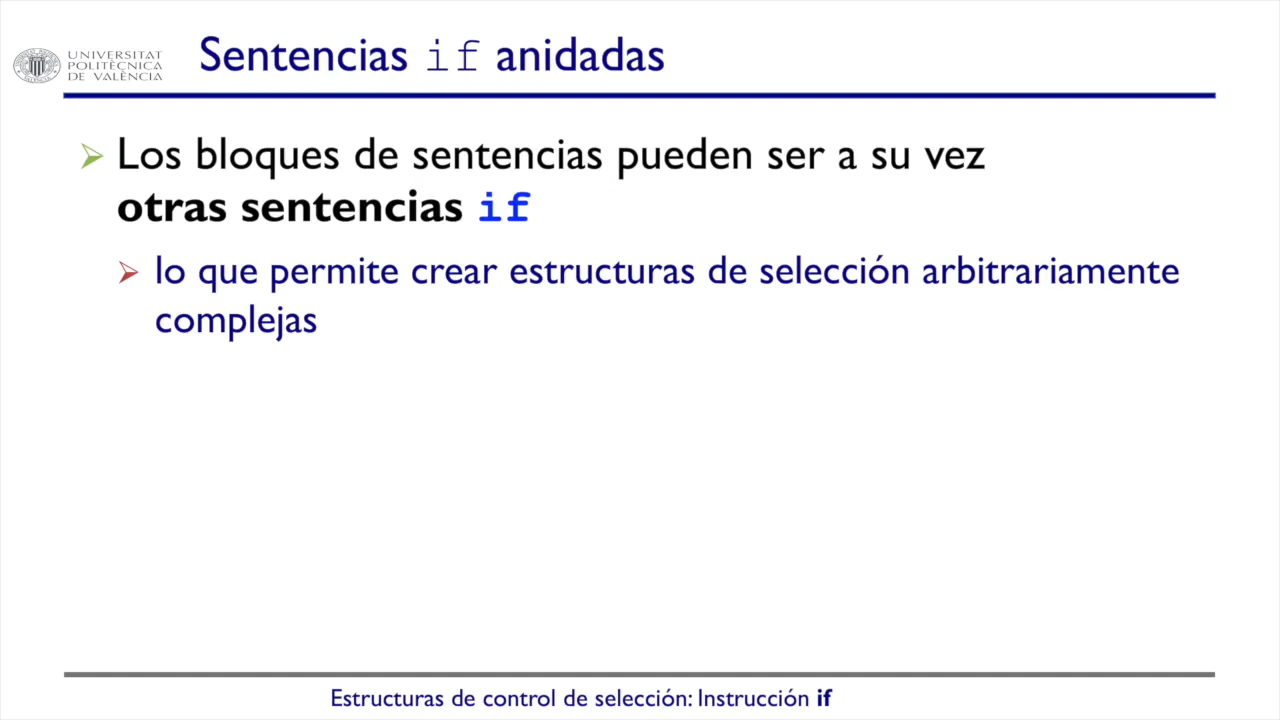 UNIVERSITAT
POLITÈCNICA
DE VALÈNCIA
Sentencias if anidadas
Los bloques de sentencias pueden ser a su vez
otras sentencias if
lo que permite crear estructuras de selección arbitrariamente
complejas
Estructuras de control de selección: Instrucción if